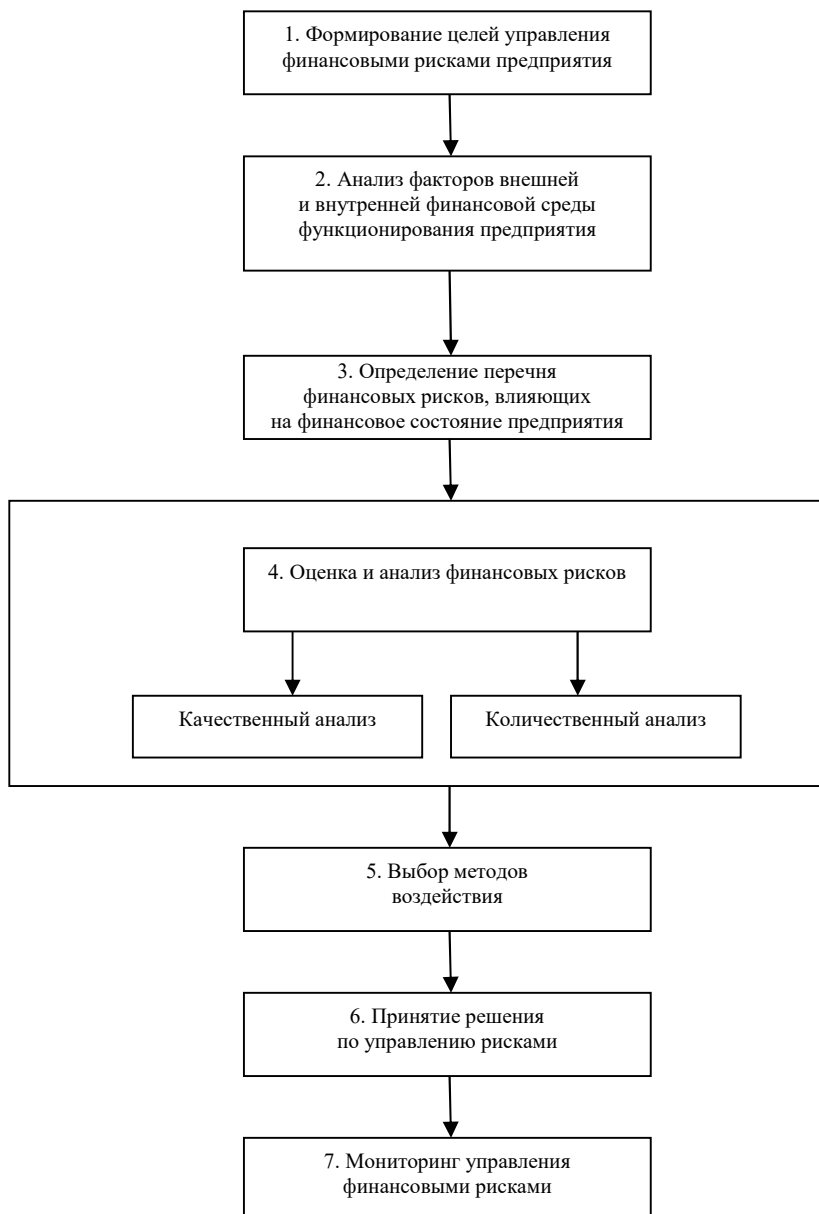 1. Формирование целей управления
финансовыми рисками предприятия
2. Анализ факторов внешней
и внутренней финансовой среды
функционирования предприятия
3. Определение перечня
финансовых рисков, влияющих
на финансовое состояние предприятия
4. Оценка и анализ финансовых рисков
Качественный анализ
Количественный анализ
5. Выбор методов
воздействия
6. Принятие решения
по управлению рисками
7. Мониторинг управления
финансовыми рисками